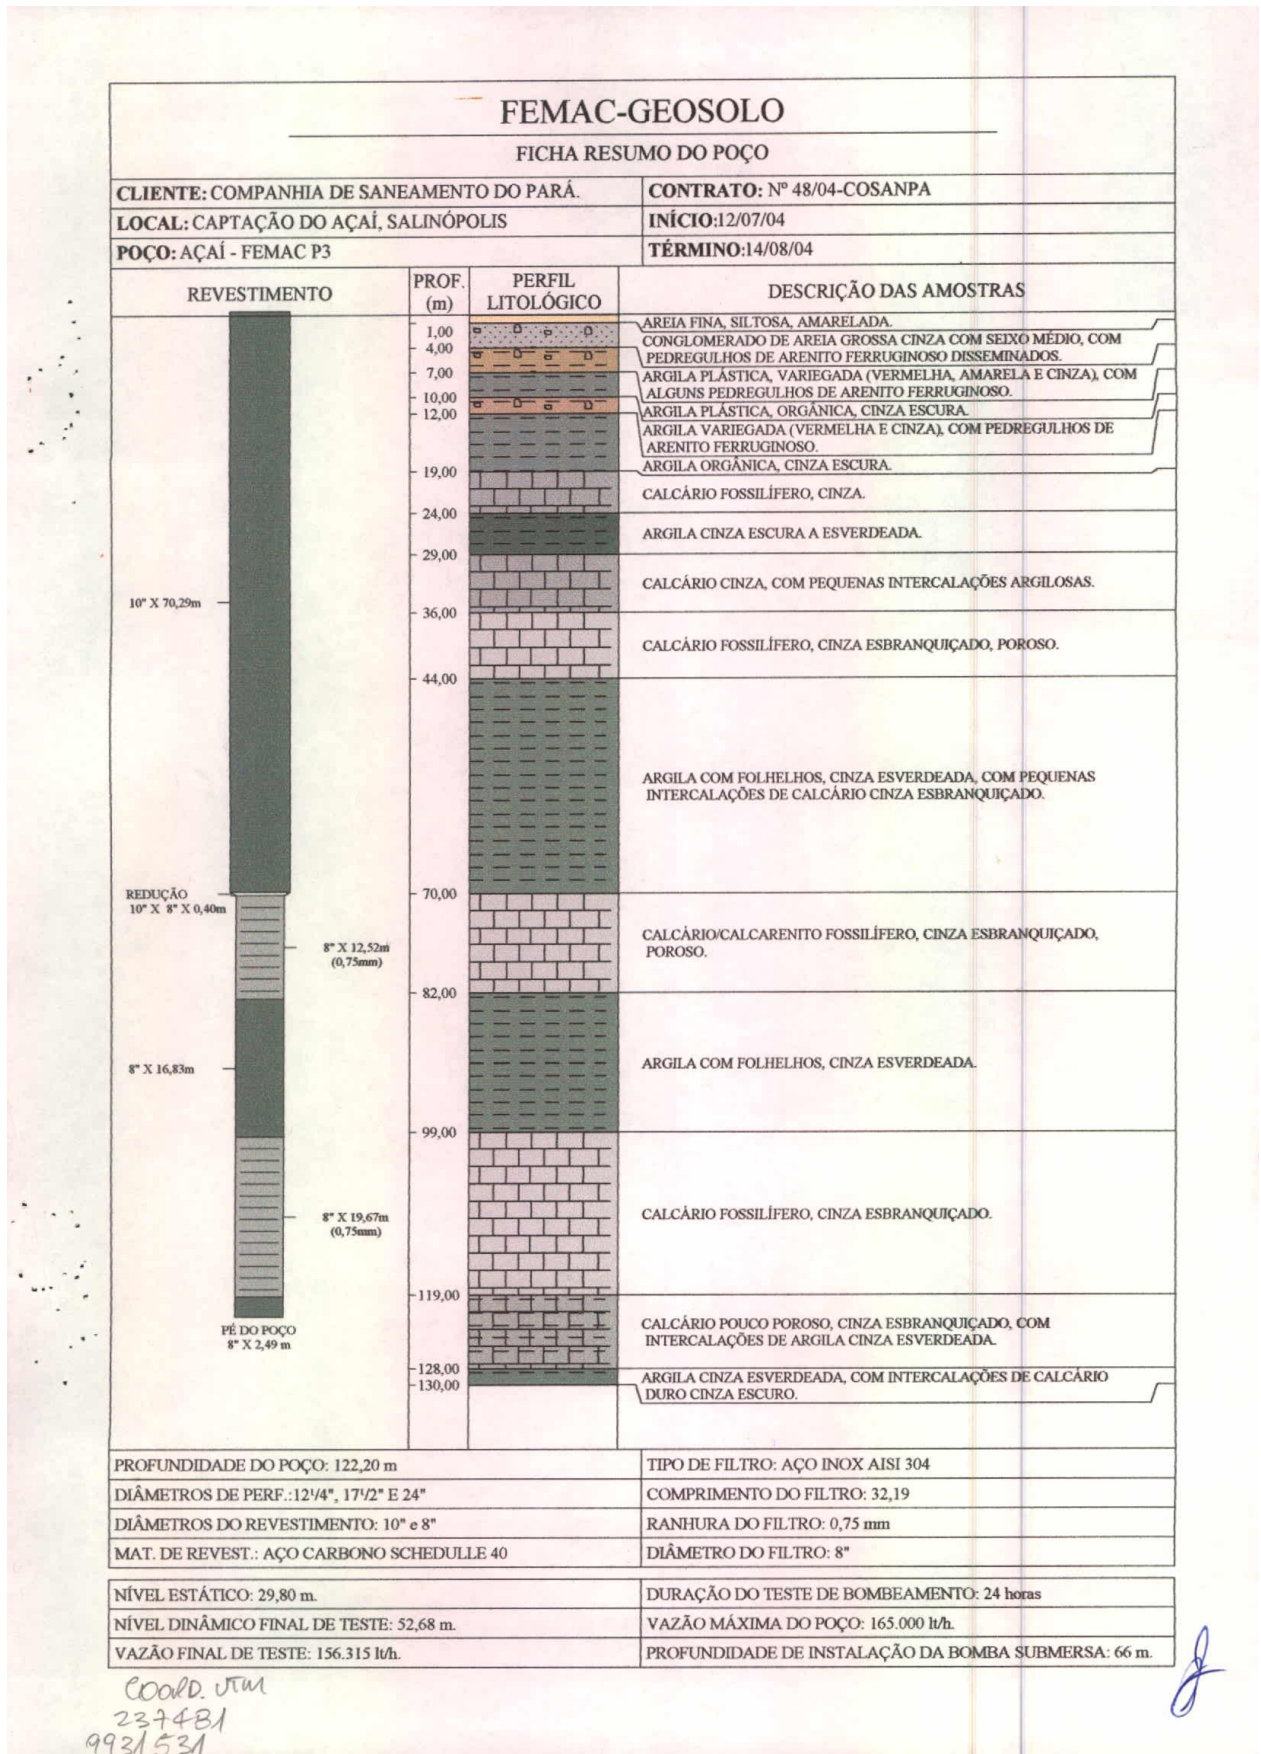 FEMAC-GEOSOLO
FICHA RESUMO DO POÇO
CLIENTE: COMPANHIA DE SANEAMENTO DO PARÁ.
CONTRATO: Nº 48/04-COSANPA
LOCAL: CAPTAÇÃO DO AÇAÍ, SALINÓPOLIS
INÍCIO:12/07/04
POÇO: AÇAÍ - FEMAC P3
TÉRMINO:14/08/04
REVESTIMENTO
PROF.
(m)
PERFIL
LITOLÓGICO
DESCRIÇÃO DAS AMOSTRAS
AREIA FINA, SILTOSA, AMARELADA.
1,00
CONGLOMERADO DE AREIA GROSSA CINZA COM SEIXO MÉDIO, COM
PEDREGULHOS DE ARENITO FERRUGINOSO DISSEMINADOS.
4,00
ARGILA PLÁSTICA, VARIEGADA (VERMELHA, AMARELA E CINZA), COM
ALGUNS PEDREGULHOS DE ARENITO FERRUGINOSO.
7,00
ARGILA PLÁSTICA, ORGÂNICA, CINZA ESCURA.
10,00
ARGILA VARIEGADA (VERMELHA E CINZA), COM PEDREGULHOS DE
ARENITO FERRUGINOSO.
12,00
ARGILA ORGÂNICA, CINZA ESCURA.
19,00
CALCÁRIO FOSSILÍFERO, CINZA.
24,00
ARGILA CINZA ESCURA A ESVERDEADA.
29,00
CALCÁRIO CINZA, COM PEQUENAS INTERCALAÇÕES ARGILOSAS.
10" X 70,29m
36,00
CALCÁRIO FOSSILÍFERO, CINZA ESBRANQUIÇADO, POROSO.
44,00
ARGILA COM FOLHELHOS, CINZA ESVERDEADA, COM PEQUENAS
INTERCALAÇÕES DE CALCÁRIO CINZA ESBRANQUIÇADO.
REDUÇÃO
10" X 8" X 0,40m
70,00
CALCÁRIO/CALCARENITO FOSSILÍFERO, CINZA ESBRANQUIÇADO,
POROSO.
8" X 12,52m
(0,75mm)
82,00
ARGILA COM FOLHELHOS, CINZA ESVERDEADA.
8" X 16,83m
99,00
CALCÁRIO FOSSILÍFERO, CINZA ESBRANQUIÇADO.
8" X 19,67m
(0,75mm)
119,00
PÉ DO POÇO
8" X 2,49 m
CALCÁRIO POUCO POROSO, CINZA ESBRANQUIÇADO, COM
INTERCALAÇÕES DE ARGILA CINZA ESVERDEADA.
128,00
130,00
ARGILA CINZA ESVERDEADA, COM INTERCALAÇÕES DE CALCÁRIO
DURO CINZA ESCURO.
PROFUNDIDADE DO POÇO: 122,20 m
TIPO DE FILTRO: AÇO INOX AISI 304
DIÂMETROS DE PERF.:12¹/4", 17¹/2" E 24"
COMPRIMENTO DO FILTRO: 32,19
DIÂMETROS DO REVESTIMENTO: 10" e 8"
RANHURA DO FILTRO: 0,75 mm
MAT. DE REVEST.: AÇO CARBONO SCHEDULLE 40
DIÂMETRO DO FILTRO: 8"
NÍVEL ESTÁTICO: 29,80 m.
DURAÇÃO DO TESTE DE BOMBEAMENTO: 24 horas
NÍVEL DINÂMICO FINAL DE TESTE: 52,68 m.
VAZÃO MÁXIMA DO POÇO: 165.000 lt/h.
VAZÃO FINAL DE TESTE: 156.315 lt/h.
PROFUNDIDADE DE INSTALAÇÃO DA BOMBA SUBMERSA: 66 m.
COORD. UTM
237481
9931531